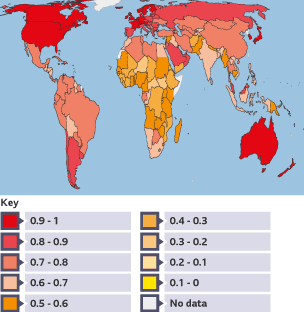 Key
0.9 - 1
0.8 - 0.9
0.7 - 0.8
0.6 - 0.7
0.5 - 0.6
0.4 - 0.3
0.3 - 0.2
0.2 - 0.1
0.1 - 0
No data